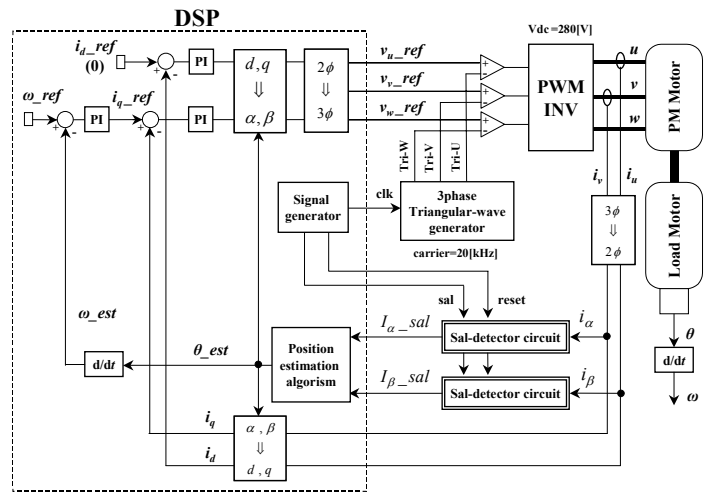 DSP
i_d_ref
(0)
PI
d,q
⇓
α,β
2ϕ
⇓
3ϕ
v_u_ref
v_v_ref
v_w_ref
+
-
+
-
+
-
Vdc=280[V]
PWM
INV
u
v
w
PM Motor
ω_ref
+
-
PI
i_q_ref
+
-
PI
+
-
Tri-W
Tri-V
Tri-U
Signal
generator
clk
3phase
Triangular-wave
generator
carrier=20[kHz]
i_v
i_u
3ϕ
⇓
2ϕ
Load Motor
θ
d/dt
ω
sal
reset
ω_est
d/dt
θ_est
Position
estimation
algorism
I_α_sal
Sal-detector circuit
i_α
I_β_sal
Sal-detector circuit
i_β
i_q
i_d
α , β
⇓
d , q